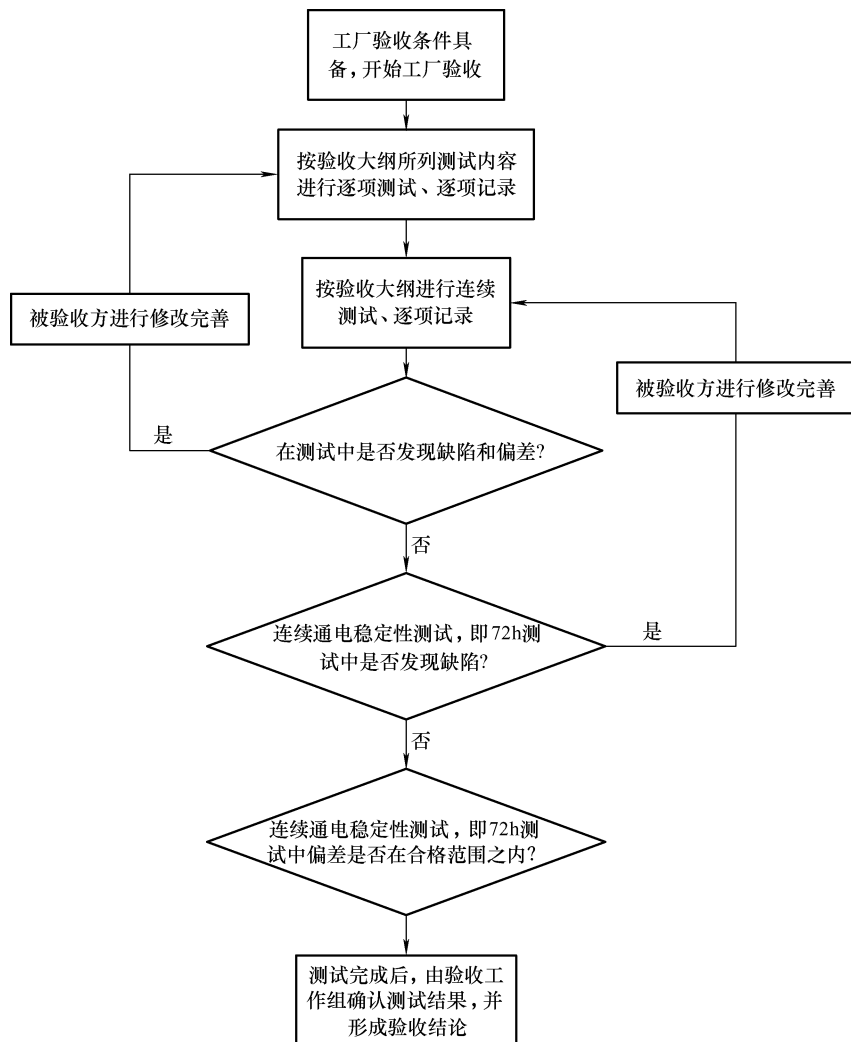 工厂验收条件具
备,开始工厂验收
按验收大纲所列测试内容
进行逐项测试、逐项记录
按验收大纲进行连续
测试、逐项记录
被验收方进行修改完善
被验收方进行修改完善
是
在测试中是否发现缺陷和偏差?
否
连续通电稳定性测试,即72h测
试中是否发现缺陷?
是
否
连续通电稳定性测试,即72h测
试中偏差是否在合格范围之内?
测试完成后,由验收工
作组确认测试结果,并
形成验收结论